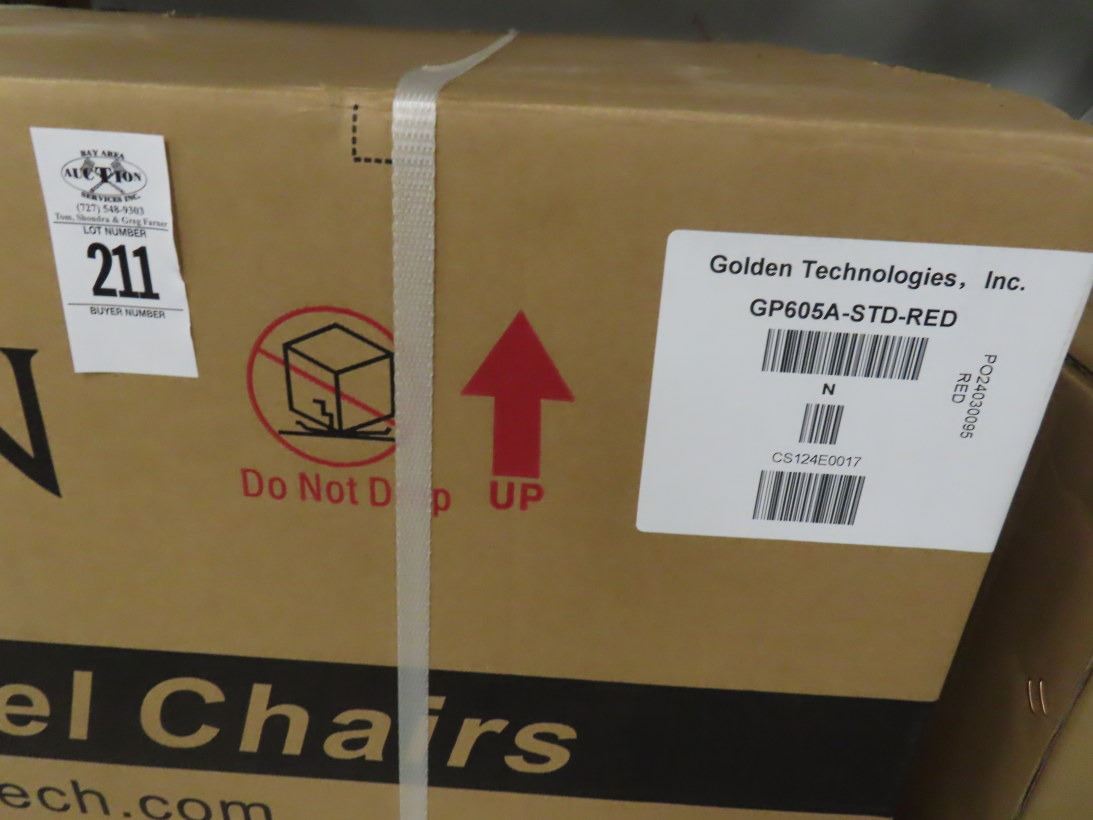 BAY AREA
AUCTION
SERVICES INC.
(727) 548-9303
Tom, Shondra & Greg Farner
LOT NUMBER
211
BUYER NUMBER
N
Do Not D p
UP
Golden Technologies, Inc.
GP605A-STD-RED
N
CS124E0017
PO24030095
RED
el Chairs
ech.com